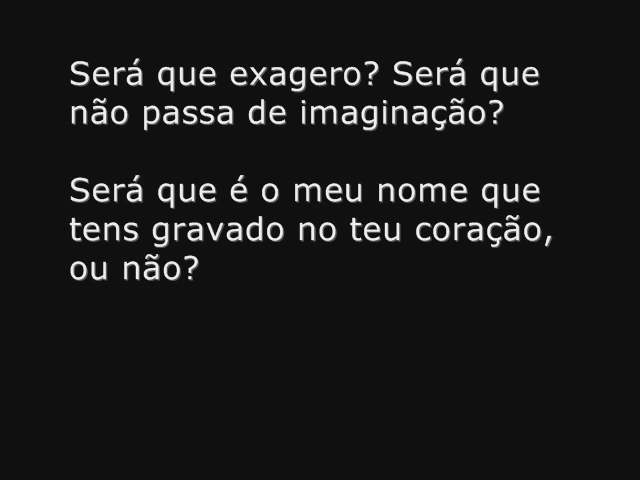 Será que exagero? Será que
não passa de imaginação?
Será que é o meu nome que
tens gravado no teu coração,
ou não?